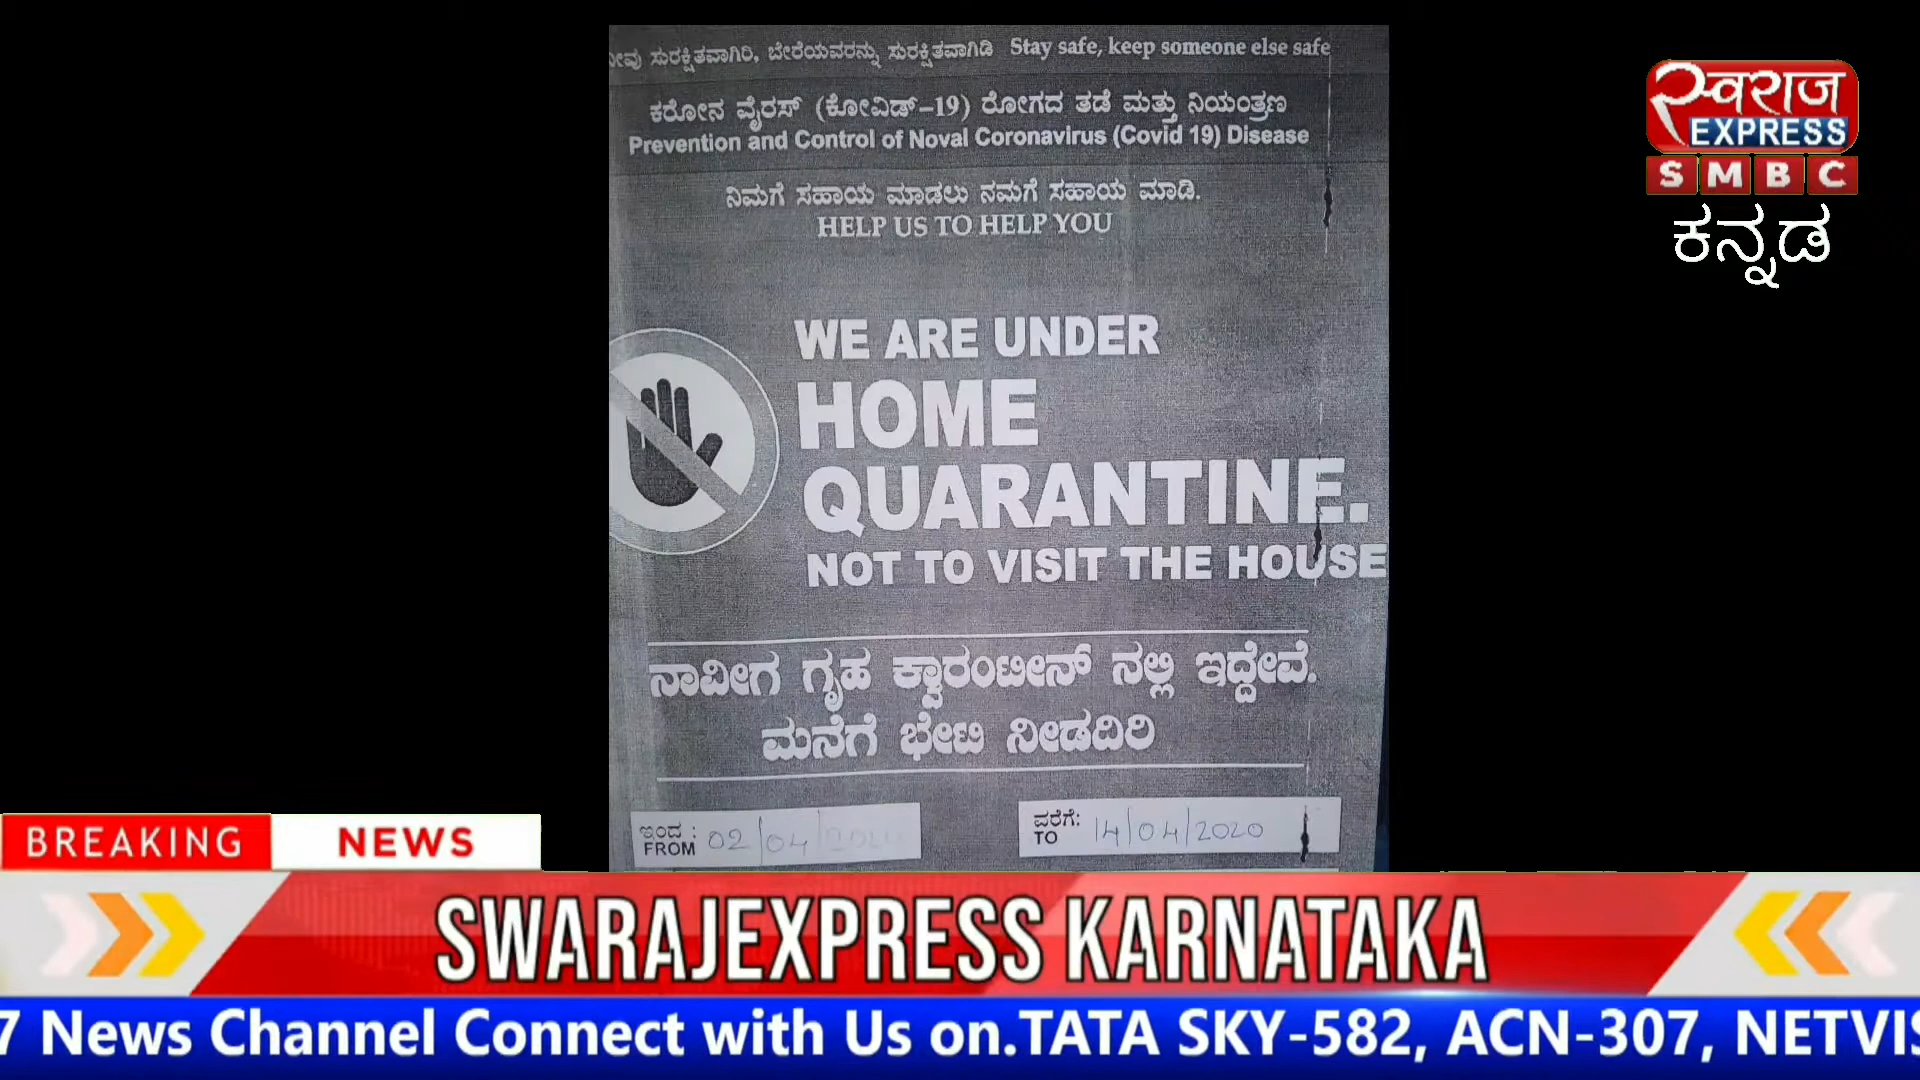 ಸುರಕ್ಷಿತವಾಗಿರಿ, ಬೇರೆಯವರನ್ನು ಸುರಕ್ಷಿತವಾಗಿಡಿ Stay safe, keep someone else safe
ಕರೋನ ವೈರಸ್ (ಕೋವಿಡ್-19) ರೋಗದ ತಡೆ ಮತ್ತು ನಿಯಂತ್ರಣ
Prevention and Control of Noval Coronavirus (Covid 19) Disease
ನಿಮಗೆ ಸಹಾಯ ಮಾಡಲು ನಮಗೆ ಸಹಾಯ ಮಾಡಿ.
HELP US TO HELP YOU
WE ARE UNDER
HOME
QUARANTINE.
NOT TO VISIT THE HOUSE
ನಾವೀಗ ಗೃಹ ಕ್ವಾರಂಟೀನ್ ನಲ್ಲಿ ಇದ್ದೇವೆ.
ಮನೆಗೆ ಭೇಟಿ ನೀಡದಿರಿ
ಇಂದ :
FROM 02/04/2020
ವರೆಗೆ:
TO 14/04/2020
स्वराज
EXPRESS
SMBC
ಕನ್ನಡ
BREAKING NEWS
SWARAJEXPRESS KARNATAKA
7 News Channel Connect with Us on.TATA SKY-582, ACN-307, NETVIS